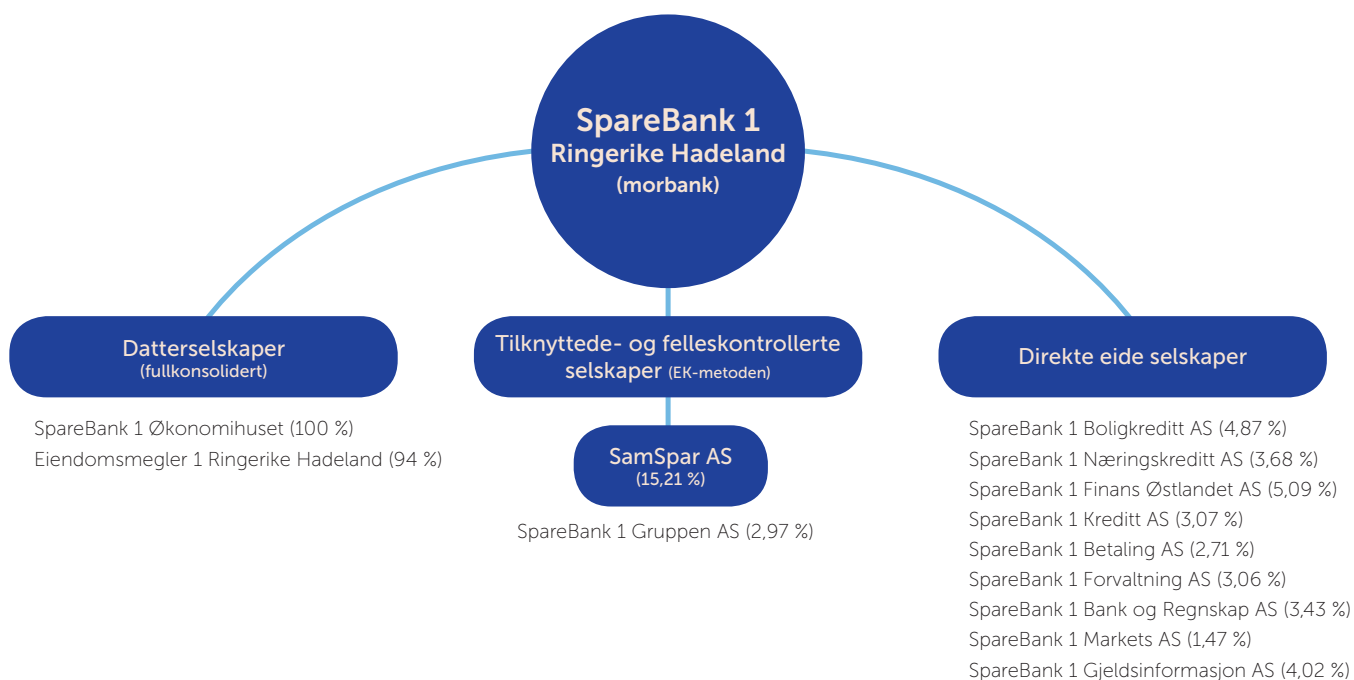 SpareBank 1
Ringerike Hadeland
(morbank)
Datterselskaper
(fullkonsolidert)
SpareBank 1 Økonomihuset (100 %)
Eiendomsmegler 1 Ringerike Hadeland (94 %)
Tilknyttede- og felleskontrollerte
selskaper (EK-metoden)
SamSpar AS
(15,21 %)
SpareBank 1 Gruppen AS (2,97 %)
Direkte eide selskaper
SpareBank 1 Boligkreditt AS (4,87 %)
SpareBank 1 Næringskreditt AS (3,68 %)
SpareBank 1 Finans Østlandet AS (5,09 %)
SpareBank 1 Kreditt AS (3,07 %)
SpareBank 1 Betaling AS (2,71 %)
SpareBank 1 Forvaltning AS (3,06 %)
SpareBank 1 Bank og Regnskap AS (3,43 %)
SpareBank 1 Markets AS (1,47 %)
SpareBank 1 Gjeldsinformasjon AS (4,02 %)